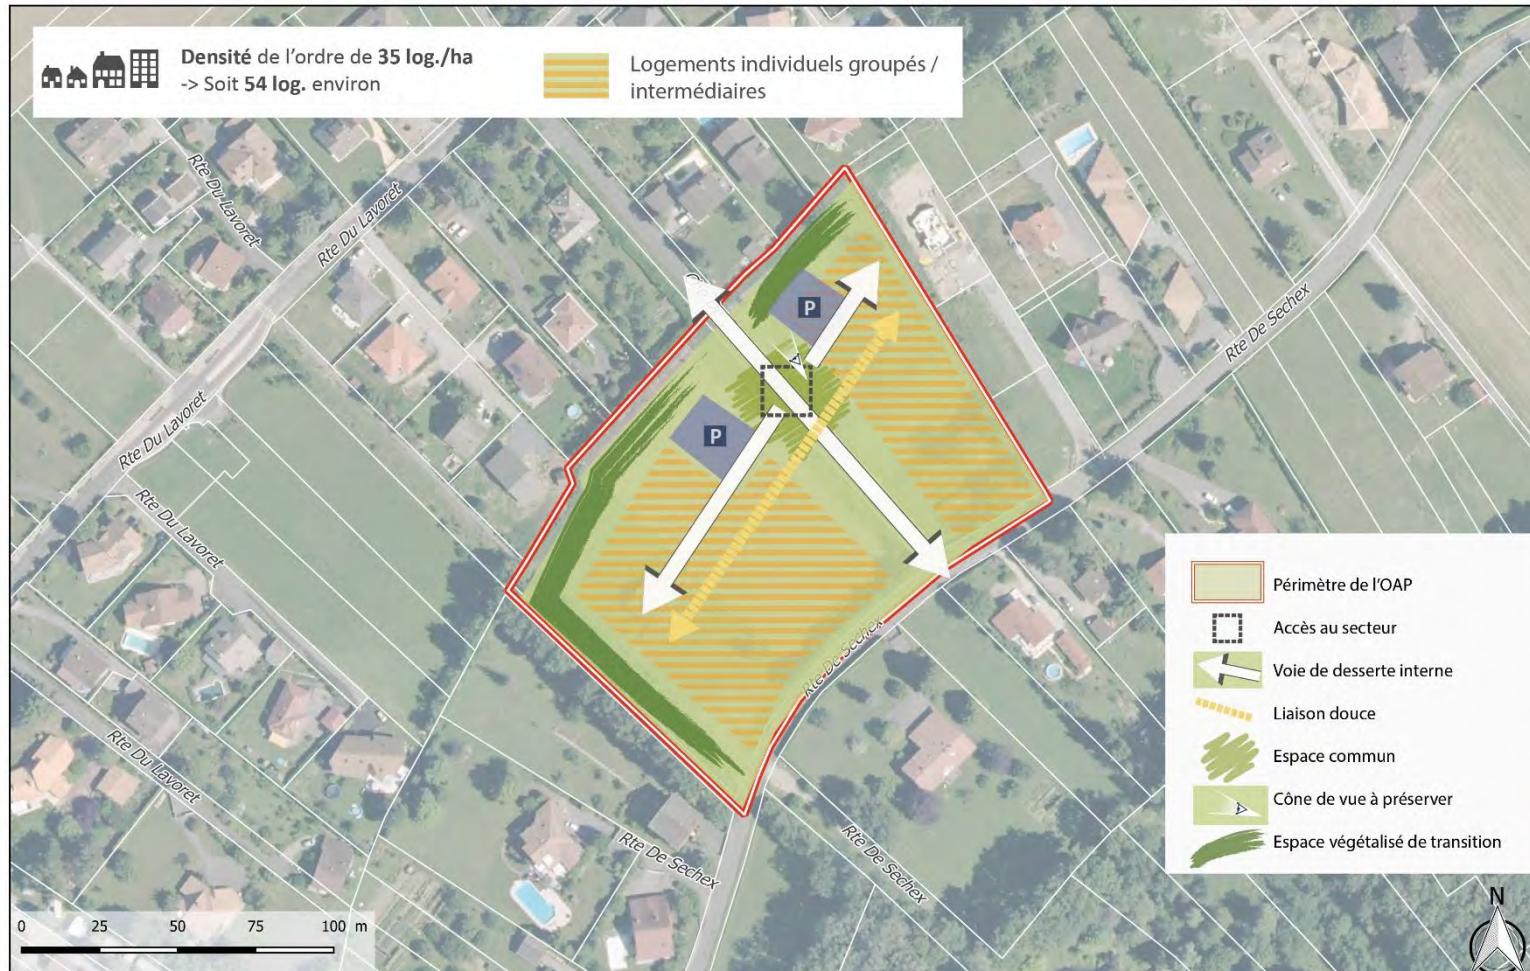 Densité de l'ordre de 35 log./ha
-> Soit 54 log. environ
Logements individuels groupés /
intermédiaires
Rte Du Lavoret
Rte Du Lavoret
Rte Du Lavoret
Rte Du Lavoret
Rte Du Lavoret
Rte De Sechex
Rte De Sechex
Rte De Sechex
Rte De Sechex
P
P
Périmètre de l'OAP
Accès au secteur
Voie de desserte interne
Liaison douce
Espace commun
Cône de vue à préserver
Espace végétalisé de transition
N
0 25 50 75 100 m